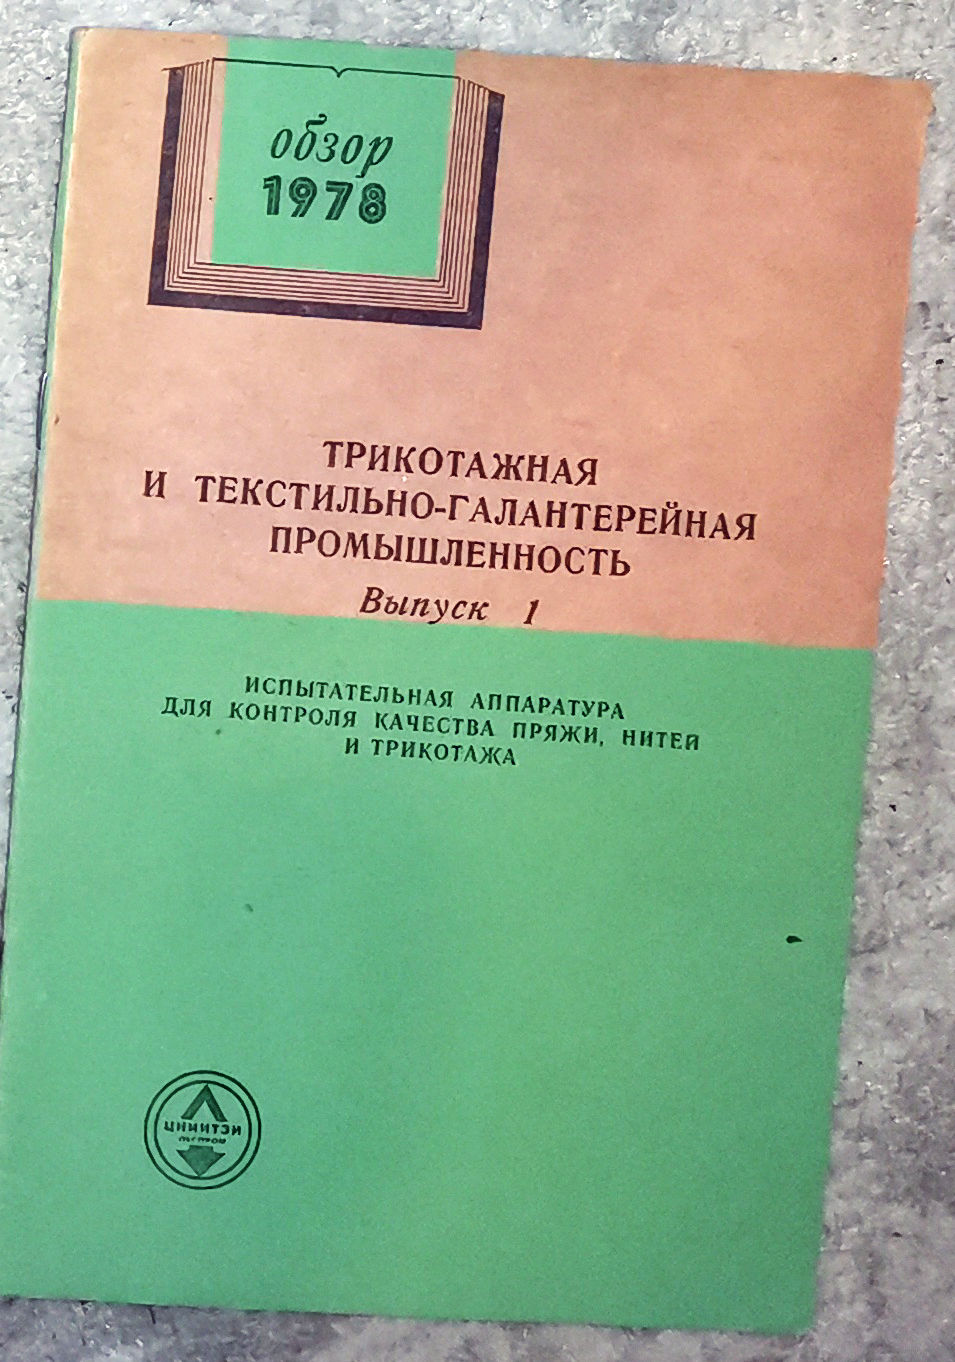 обзор
1978
ТРИКОТАЖНАЯ
И ТЕКСТИЛЬНО-ГАЛАНТЕРЕЙНАЯ
ПРОМЫШЛЕННОСТЬ
Выпуск 1
ИСПЫТАТЕЛЬНАЯ АППАРАТУРА
ДЛЯ КОНТРОЛЯ КАЧЕСТВА ПРЯЖИ, НИТЕЙ
И ТРИКОТАЖА
ЦНИИТЭИ